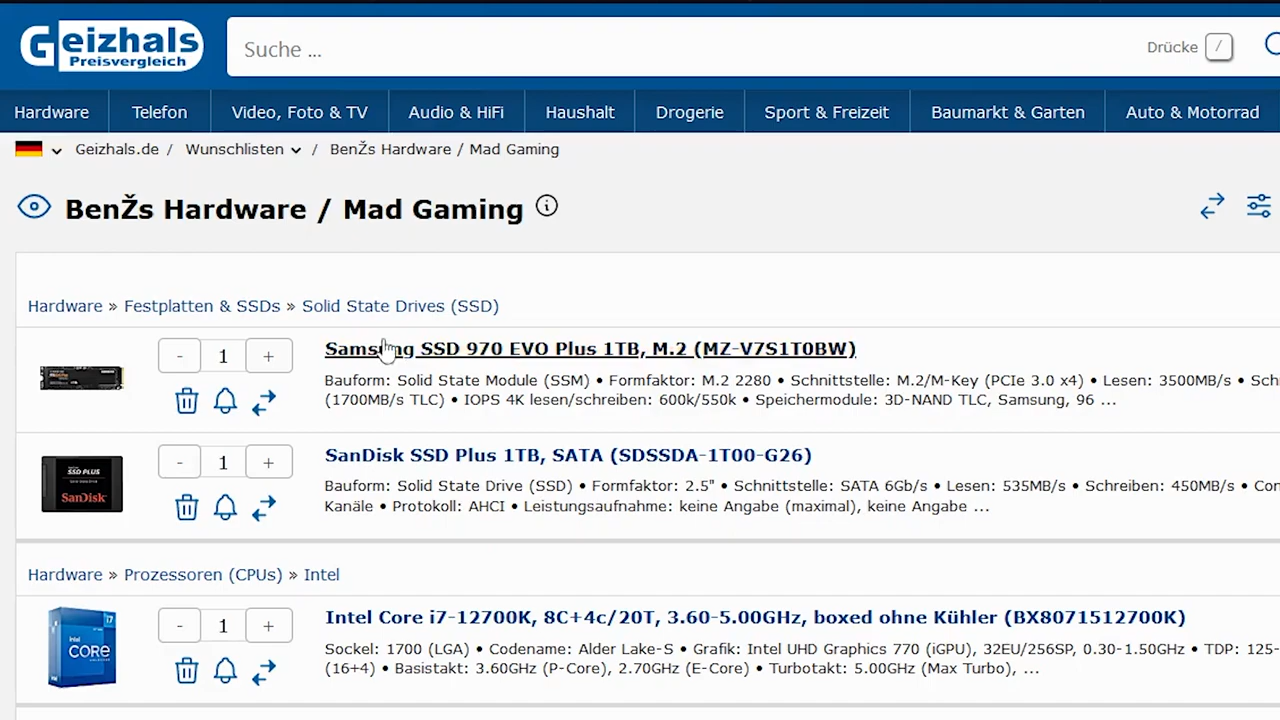 Geizhals
Preisvergleich
Suche ...
Drücke /
Hardware
Telefon
Video, Foto & TV
Audio & HiFi
Haushalt
Drogerie
Sport & Freizeit
Baumarkt & Garten
Auto & Motorrad
Geizhals.de / Wunschlisten / BenŽs Hardware / Mad Gaming
BenŽs Hardware / Mad Gaming
Hardware » Festplatten & SSDs » Solid State Drives (SSD)
- 1 +
Samsung SSD 970 EVO Plus 1TB, M.2 (MZ-V7S1T0BW)
Bauform: Solid State Module (SSM) • Formfaktor: M.2 2280 • Schnittstelle: M.2/M-Key (PCIe 3.0 x4) • Lesen: 3500MB/s • Sch
(1700MB/s TLC) • IOPS 4K lesen/schreiben: 600k/550k • Speichermodule: 3D-NAND TLC, Samsung, 96 ...
SSD PLUS
SanDisk
- 1 +
SanDisk SSD Plus 1TB, SATA (SDSSDA-1T00-G26)
Bauform: Solid State Drive (SSD) • Formfaktor: 2.5" • Schnittstelle: SATA 6Gb/s • Lesen: 535MB/s • Schreiben: 450MB/s • Con
Kanäle • Protokoll: AHCI • Leistungsaufnahme: keine Angabe (maximal), keine Angabe ...
Hardware » Prozessoren (CPUs) » Intel
intel
CORE
i7
- 1 +
Intel Core i7-12700K, 8C+4c/20T, 3.60-5.00GHz, boxed ohne Kühler (BX8071512700K)
Sockel: 1700 (LGA) • Codename: Alder Lake-S • Grafik: Intel UHD Graphics 770 (iGPU), 32EU/256SP, 0.30-1.50GHz • TDP: 125-
(16+4) • Basistakt: 3.60GHz (P-Core), 2.70GHz (E-Core) • Turbotakt: 5.00GHz (Max Turbo), ...